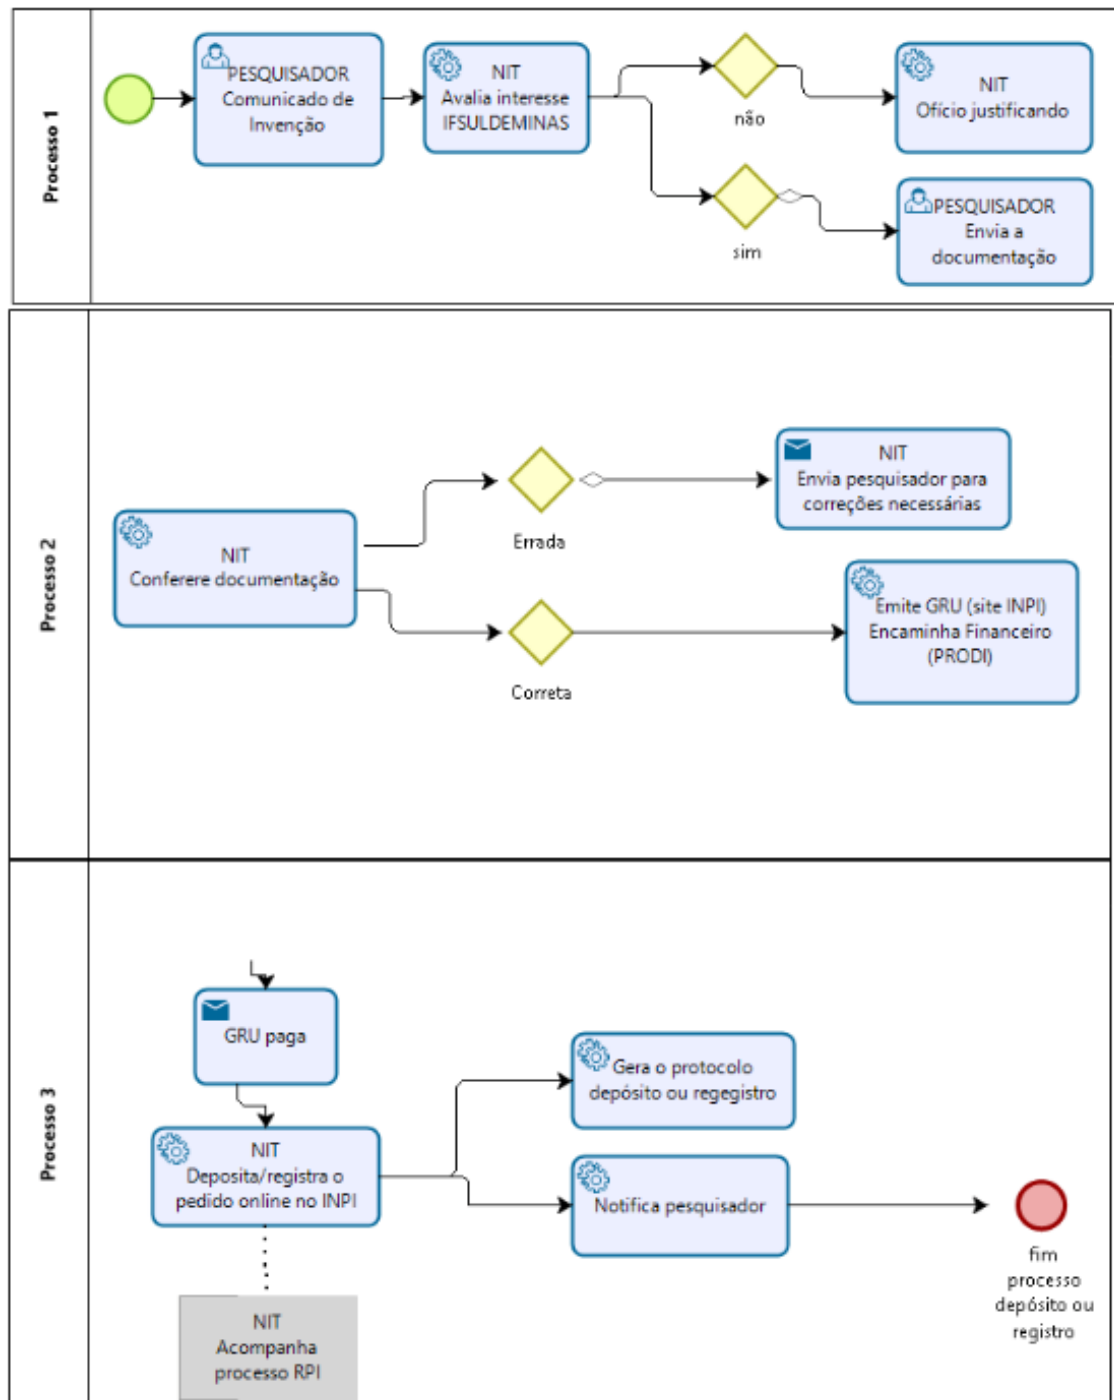 Processo 1
PESQUISADOR
Comunicado de
Invenção
NIT
Avalia interesse
IFSULDEMINAS
não
NIT
Ofício justificando
sim
PESQUISADOR
Envia a
documentação
Processo 2
NIT
Conferere documentação
Errada
NIT
Envia pesquisador para
correções necessárias
Correta
Emite GRU (site INPI)
Encaminha Financeiro
(PRODI)
Processo 3
GRU paga
NIT
Deposita/registra o
pedido online no INPI
Gera o protocolo
depósito ou regegistro
Notifica pesquisador
fim
processo
depósito ou
registro
NIT
Acompanha
processo RPI